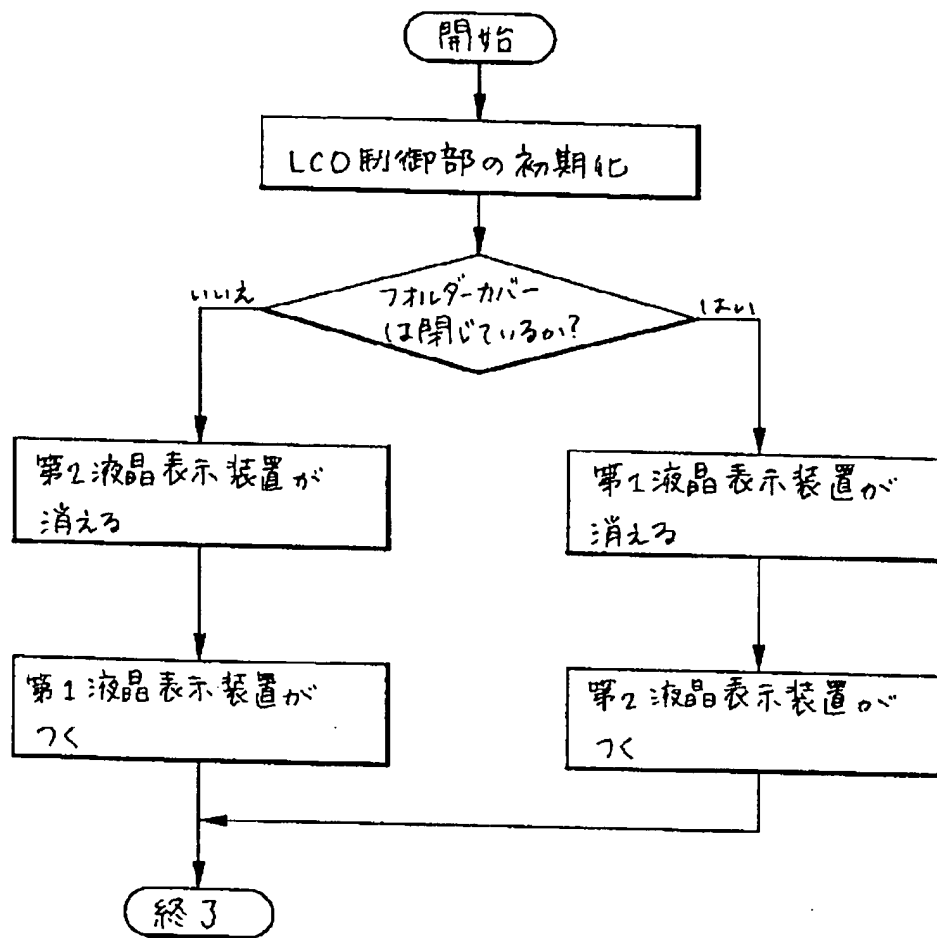 開始
LCD制御部の初期化
フォルダーカバー
は閉じているか?
いいえ
はい
第2液晶表示装置が
消える
第1液晶表示装置が
消える
第1液晶表示装置が
つく
第2液晶表示装置が
つく
終了